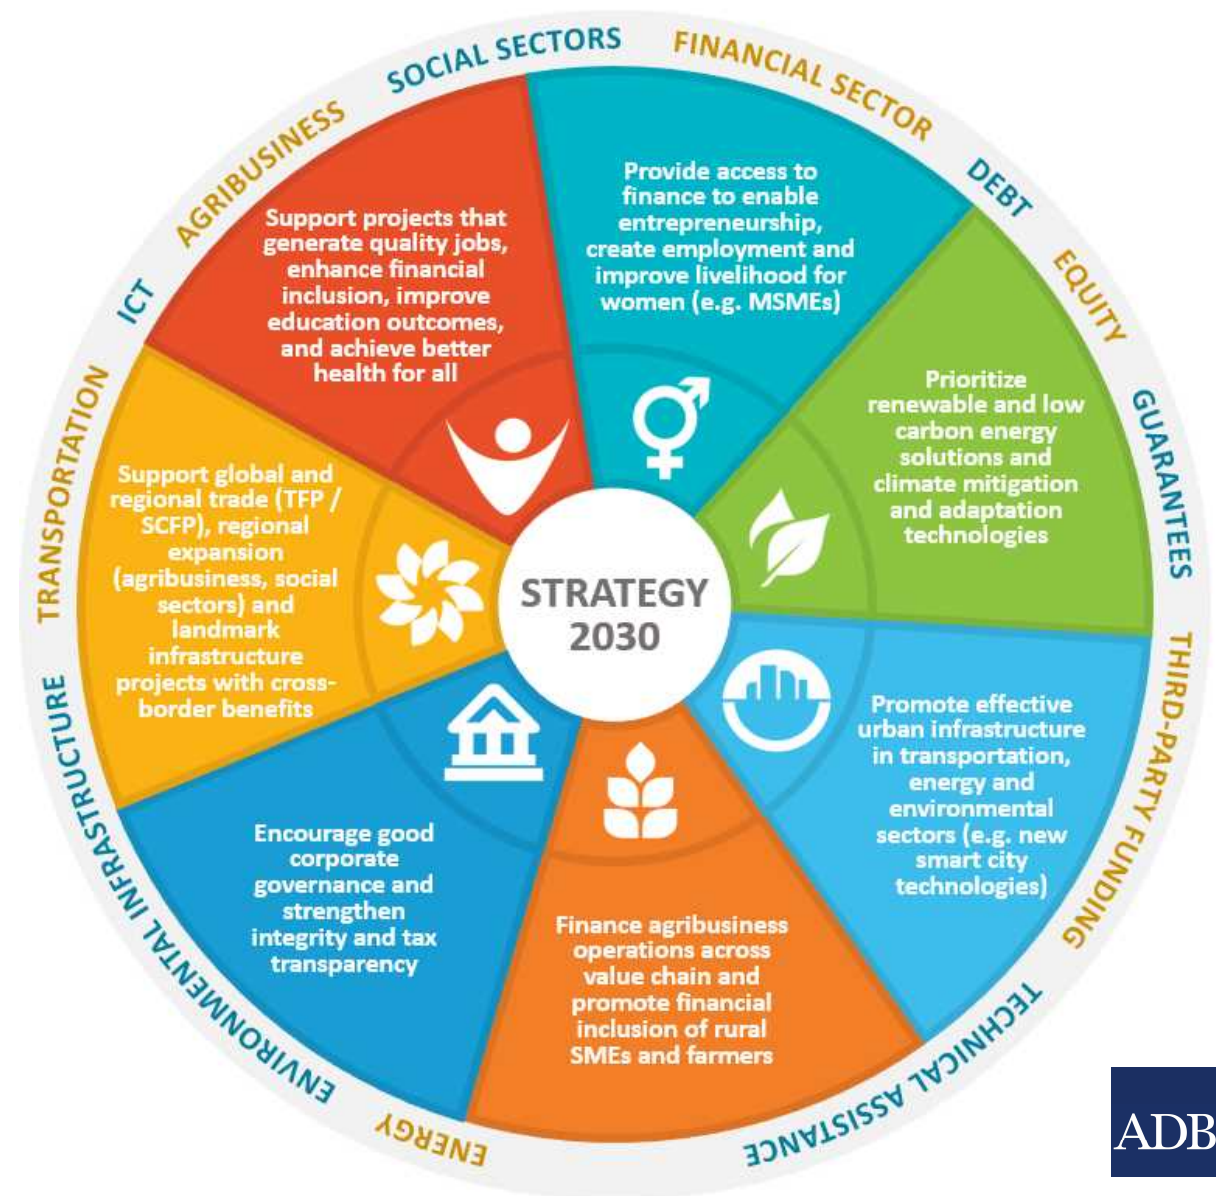 SOCIAL SECTORS
FINANCIAL SECTOR
DEBT
EQUITY
GUARANTEES
THIRD-PARTY FUNDING
TECHNICAL ASSISTANCE
ENERGY
ENVIRONMENTAL INFRASTRUCTURE
TRANSPORTATION
ICT
AGRIBUSINESS
Support projects that
generate quality jobs,
enhance financial
inclusion, improve
education outcomes,
and achieve better
health for all
Provide access to
finance to enable
entrepreneurship,
create employment and
improve livelihood for
women (e.g. MSMEs)
Prioritize
renewable and low
carbon energy
solutions and
climate mitigation
and adaptation
technologies
Promote effective
urban infrastructure
in transportation,
energy and
environmental
sectors (e.g. new
smart city
technologies)
Finance agribusiness
operations across
value chain and
promote financial
inclusion of rural
SMEs and farmers
Encourage good
corporate
governance and
strengthen
integrity and tax
transparency
Support global and
regional trade (TFP /
SCFP), regional
expansion
(agribusiness, social
sectors) and
landmark
infrastructure
projects with cross-
border benefits
STRATEGY
2030
ADB